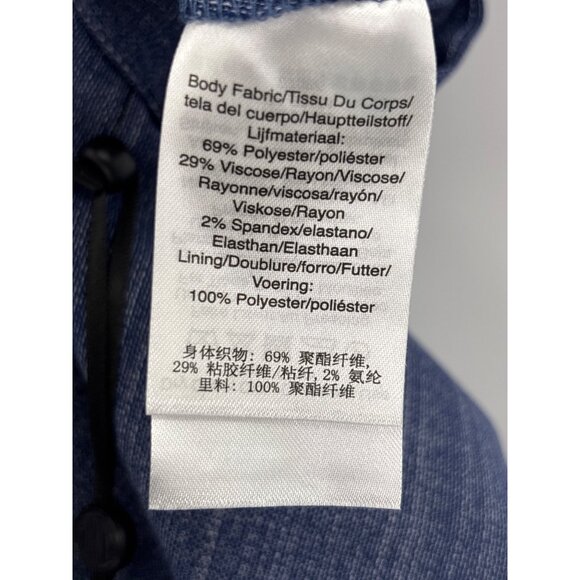 Body Fabric/Tissu Du Corps/
tela del cuerpo/Hauptteilstoff/
Lijfmateriaal:
69% Polyester/poliéster
29% Viscose/Rayon/Viscose/
Rayonne/viscosa/rayón/
Viskose/Rayon
2% Spandex/elastano/
Elasthan/Elasthaan
Lining/Doublure/forro/Futter/
Voering:
100% Polyester/poliéster
身体织物: 69% 聚酯纤维,
29% 粘胶纤维/粘纤, 2% 氨纶
里料: 100% 聚酯纤维